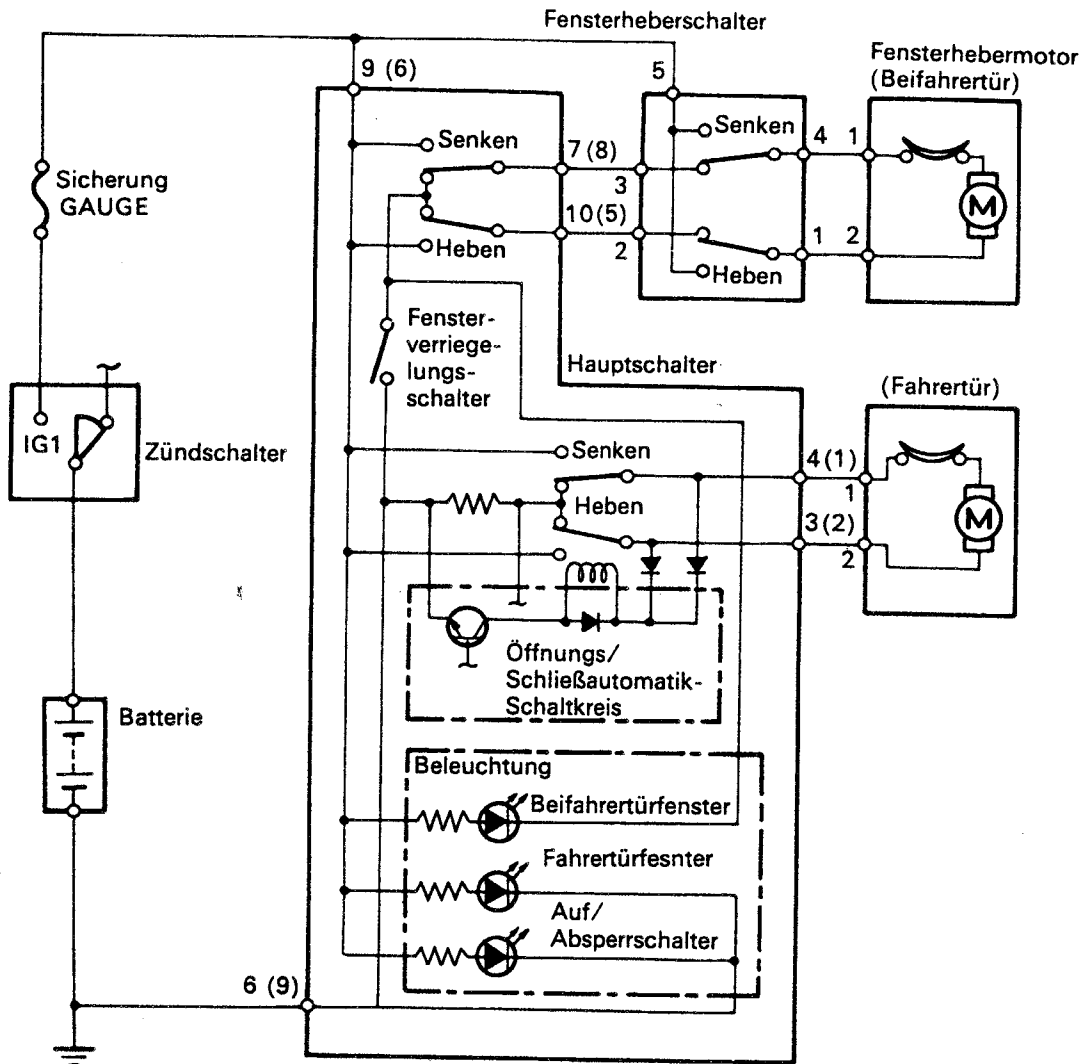 Fensterheberschalter
Fensterhebermotor
(Beifahrertür)
9 (6)
5
Senken
Senken
7 (8)
3
4
1
10(5)
2
1
2
Heben
Heben
M
Sicherung
GAUGE
Fenster-
verriege-
lungs-
schalter
Hauptschalter
(Fahrertür)
IG1
Zündschalter
Senken
4(1)
1
Heben
3(2)
2
M
Öffnungs/
Schließautomatik-
Schaltkreis
Batterie
Beleuchtung
Beifahrertürfenster
Fahrertürfesnter
Auf/
Absperrschalter
6 (9)